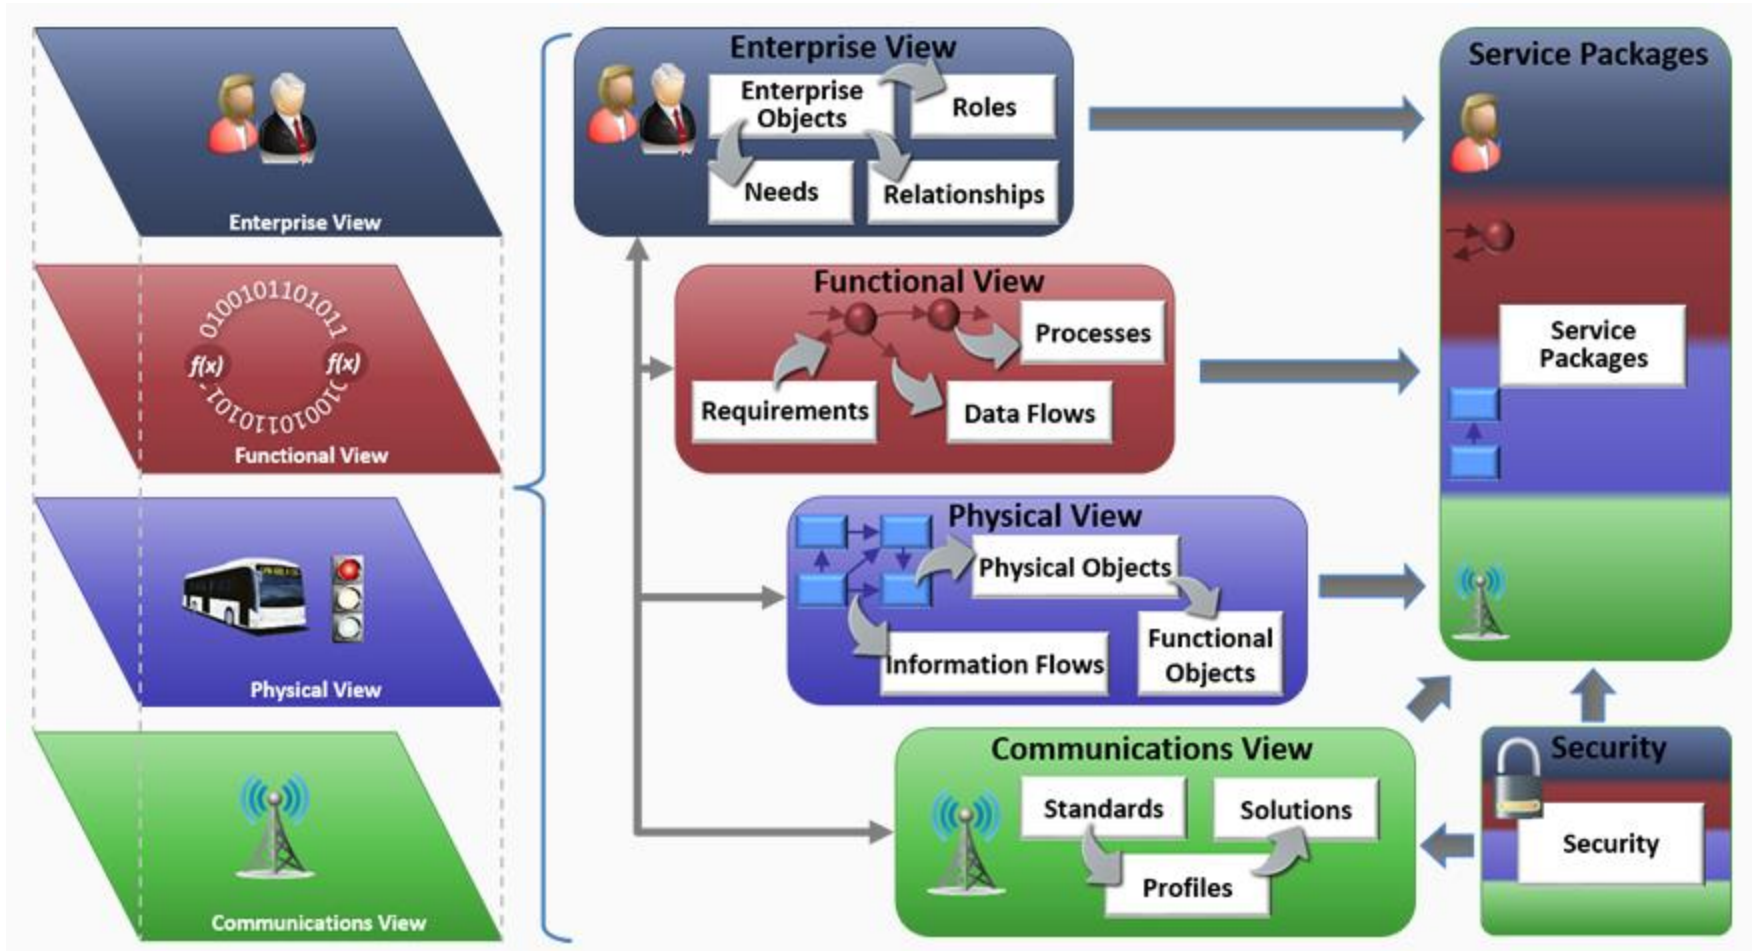 Enterprise View
010010110101011
f(x)
f(x)
Functional View
Physical View
Communications View
Enterprise View
Enterprise
Objects
Roles
Needs
Relationships
Functional View
Processes
Requirements
Data Flows
Physical View
Physical Objects
Information Flows
Functional
Objects
Communications View
Standards
Solutions
Profiles
Service Packages
Service
Packages
Security
Security